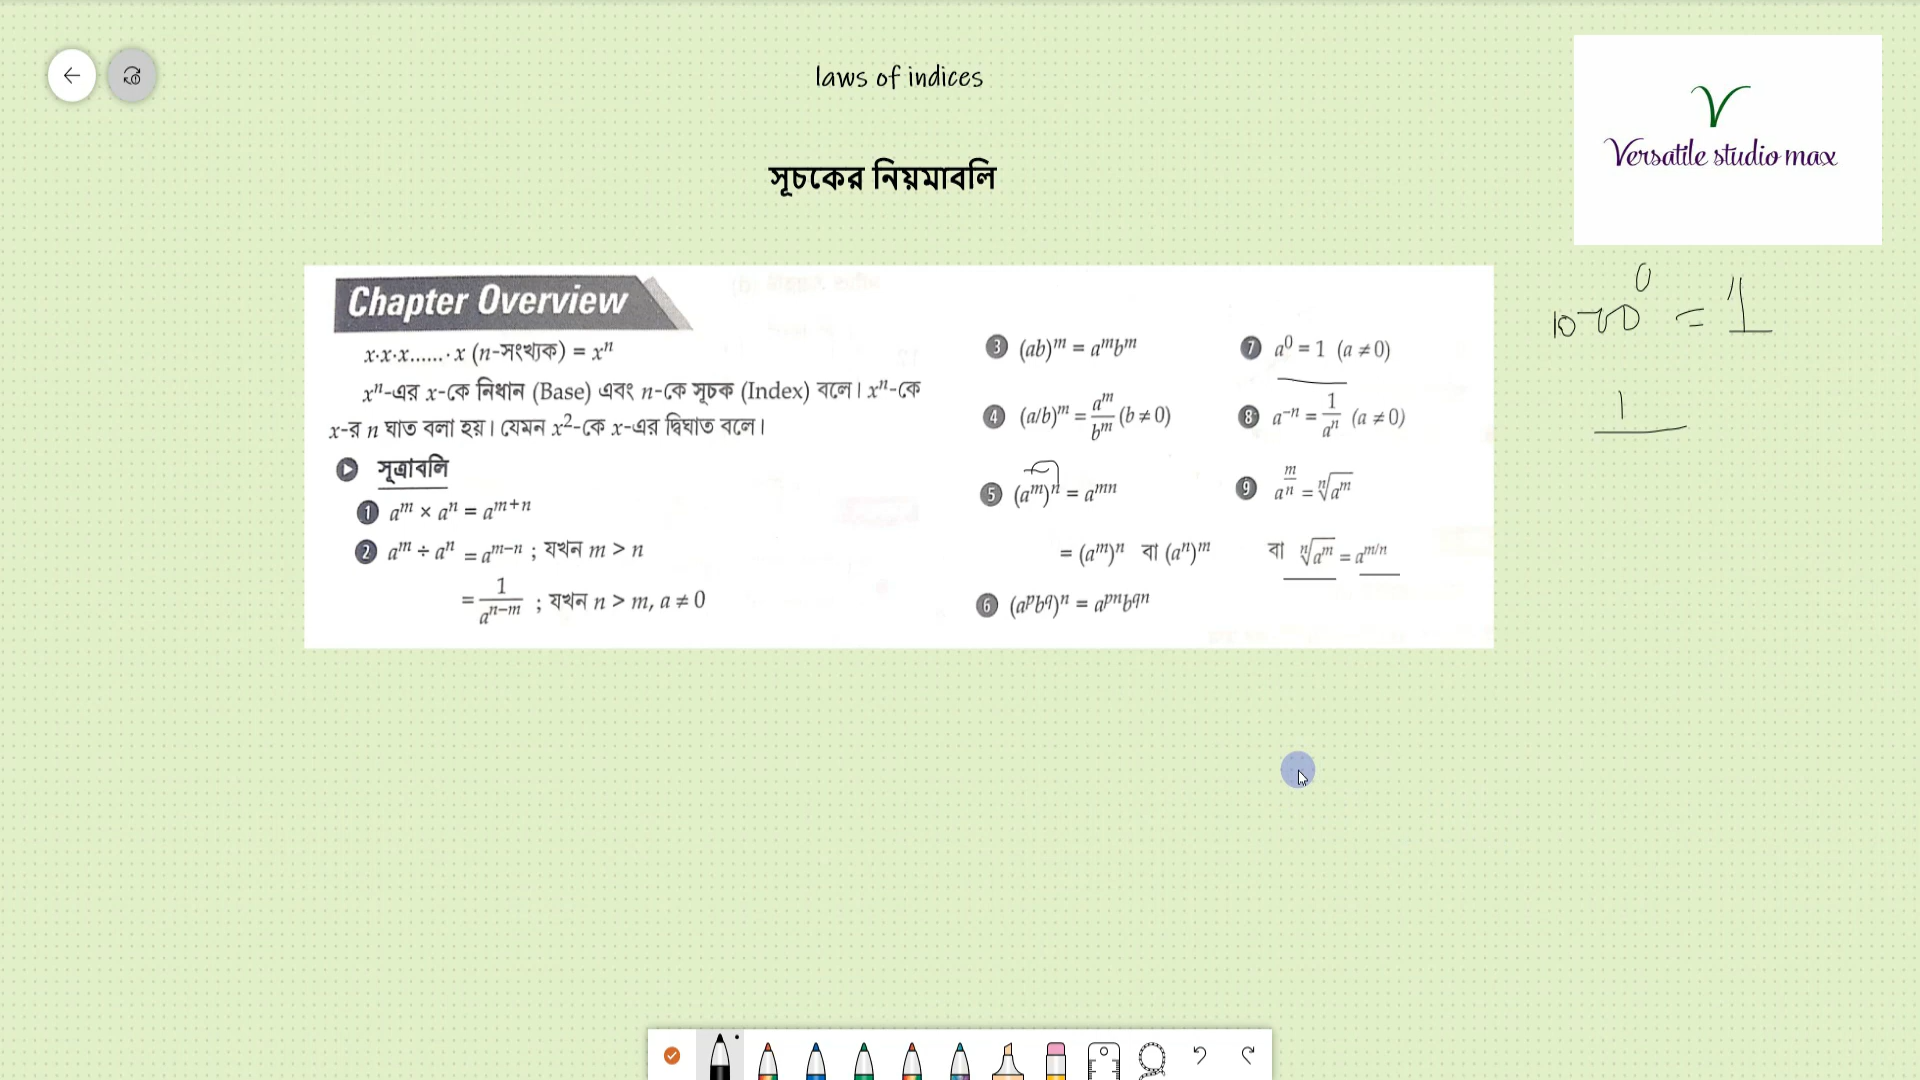 laws of indices
সূচকের নিয়মাবলি
Versatile studio max
Chapter Overview
x·x·x......· x (n-সংখ্যক) = xⁿ
xⁿ-এর x-কে নিধান (Base) এবং n-কে সূচক (Index) বলে। xⁿ-কে
x-র n ঘাত বলা হয়। যেমন x²-কে x-এর দ্বিঘাত বলে।
সূত্রাবলি
1 aᵐ × aⁿ = aᵐ⁺ⁿ
2 aᵐ ÷ aⁿ = aᵐ⁻ⁿ ; যখন m > n
= 1/aⁿ⁻ᵐ ; যখন n > m, a ≠ 0
3 (ab)ᵐ = aᵐbᵐ
4 (a/b)ᵐ = aᵐ/bᵐ (b ≠ 0)
5 (aᵐ)ⁿ = aᵐⁿ
= (aᵐ)ⁿ বা (aⁿ)ᵐ
6 (a^p b^q)ⁿ = a^pn b^qn
7 a⁰ = 1 (a ≠ 0)
8 a⁻ⁿ = 1/aⁿ (a ≠ 0)
9 a^m/n = ⁿ√aᵐ
বা ⁿ√aᵐ = a^m/n
= 1
1